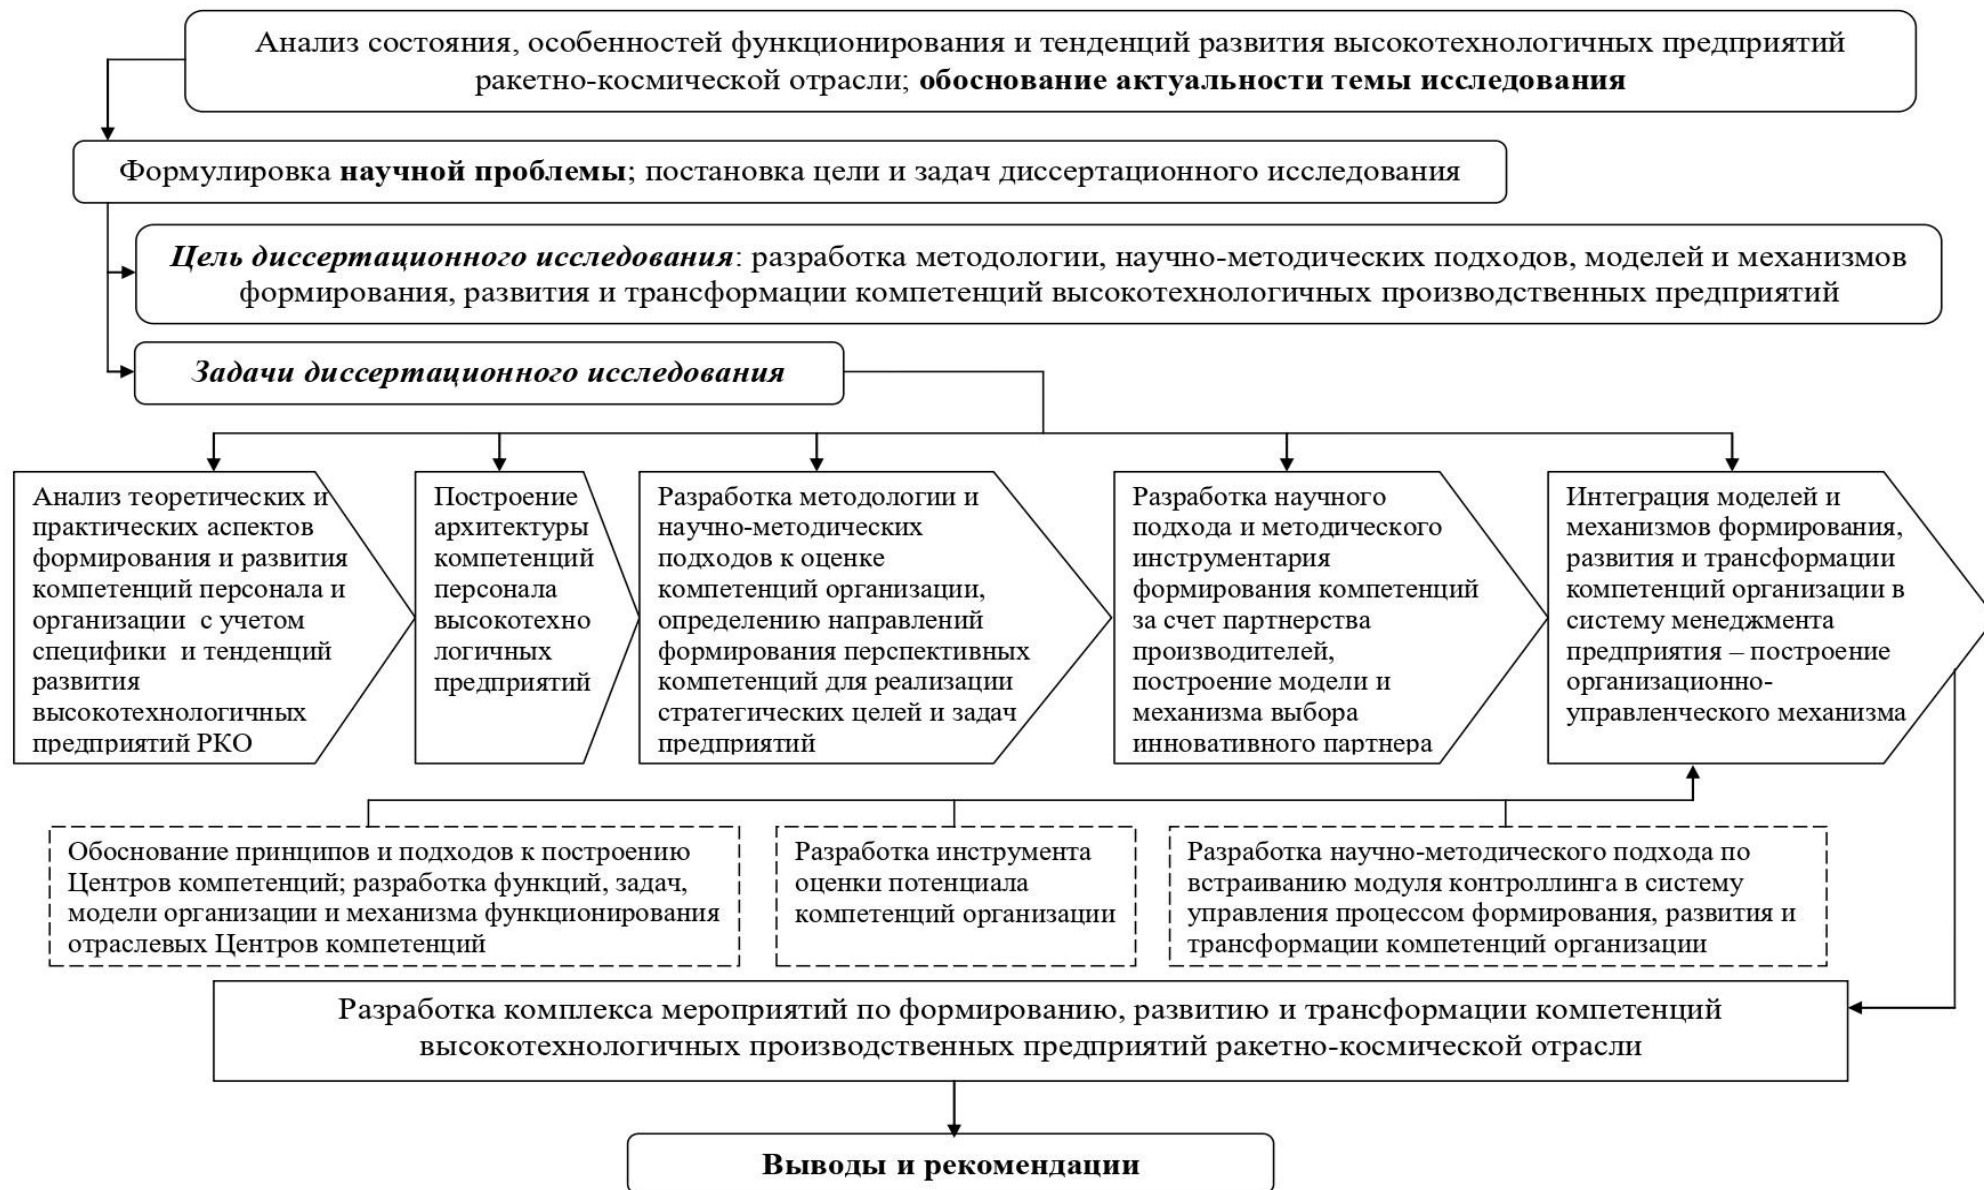 Анализ состояния, особенностей функционирования и тенденций развития высокотехнологичных предприятий
ракетно-космической отрасли; обоснование актуальности темы исследования
Формулировка научной проблемы; постановка цели и задач диссертационного исследования
Цель диссертационного исследования: разработка методологии, научно-методических подходов, моделей и механизмов
формирования, развития и трансформации компетенций высокотехнологичных производственных предприятий
Задачи диссертационного исследования
Анализ теоретических и
практических аспектов
формирования и развития
компетенций персонала и
организации с учетом
специфики и тенденций
развития
высокотехнологичных
предприятий РКО
Построение
архитектуры
компетенций
персонала
высокотехно
логичных
предприятий
Разработка методологии и
научно-методических
подходов к оценке
компетенций организации,
определению направлений
формирования перспективных
компетенций для реализации
стратегических целей и задач
предприятий
Разработка научного
подхода и методического
инструментария
формирования компетенций
за счет партнерства
производителей,
построение модели и
механизма выбора
инновативного партнера
Интеграция моделей и
механизмов формирования,
развития и трансформации
компетенций организации в
систему менеджмента
предприятия – построение
организационно-
управленческого механизма
Обоснование принципов и подходов к построению
Центров компетенций; разработка функций, задач,
модели организации и механизма функционирования
отраслевых Центров компетенций
Разработка инструмента
оценки потенциала
компетенций организации
Разработка научно-методического подхода по
встраиванию модуля контроллинга в систему
управления процессом формирования, развития и
трансформации компетенций организации
Разработка комплекса мероприятий по формированию, развитию и трансформации компетенций
высокотехнологичных производственных предприятий ракетно-космической отрасли
Выводы и рекомендации